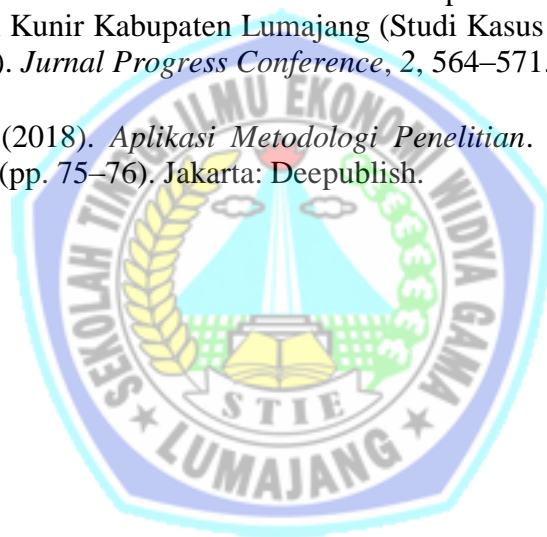 Kunir Kabupaten Lumajang (Studi Kasus
). Jurnal Progress Conference, 2, 564–571.
(2018). Aplikasi Metodologi Penelitian.
(pp. 75–76). Jakarta: Deepublish.
SEKOLAH TINGGI ILMU EKONOMI WIDYA GAMA
STIE
LUMAJANG